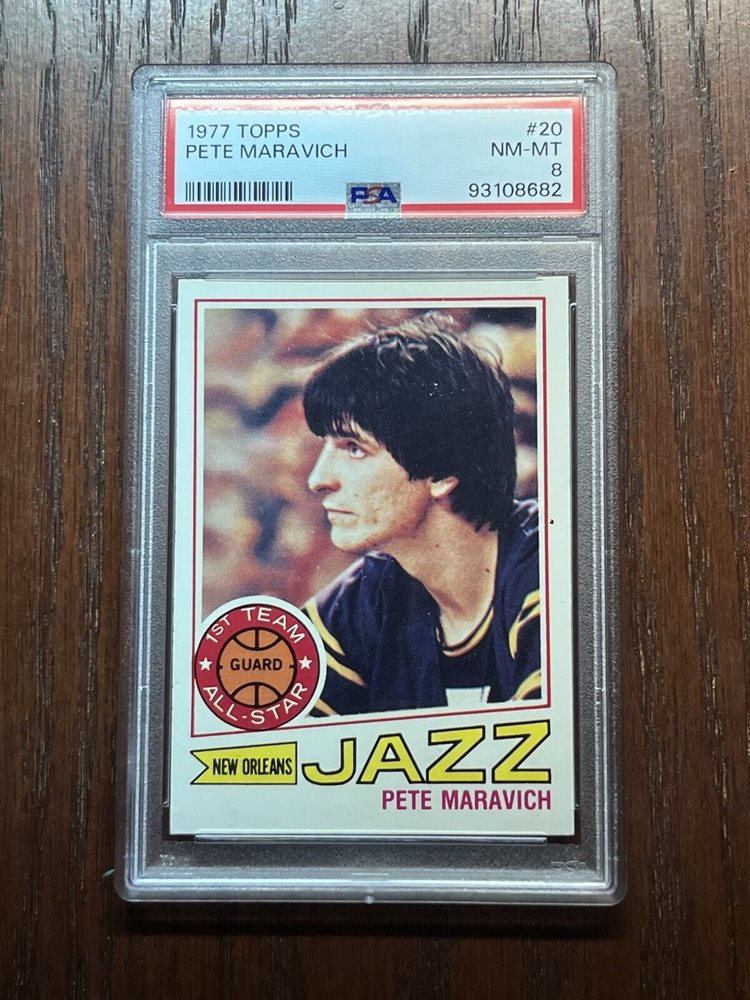 1977 TOPPS #20
PETE MARAVICH NM-MT
8
PSA 93108682
1ST TEAM
GUARD
ALL-STAR
NEW ORLEANS JAZZ
PETE MARAVICH